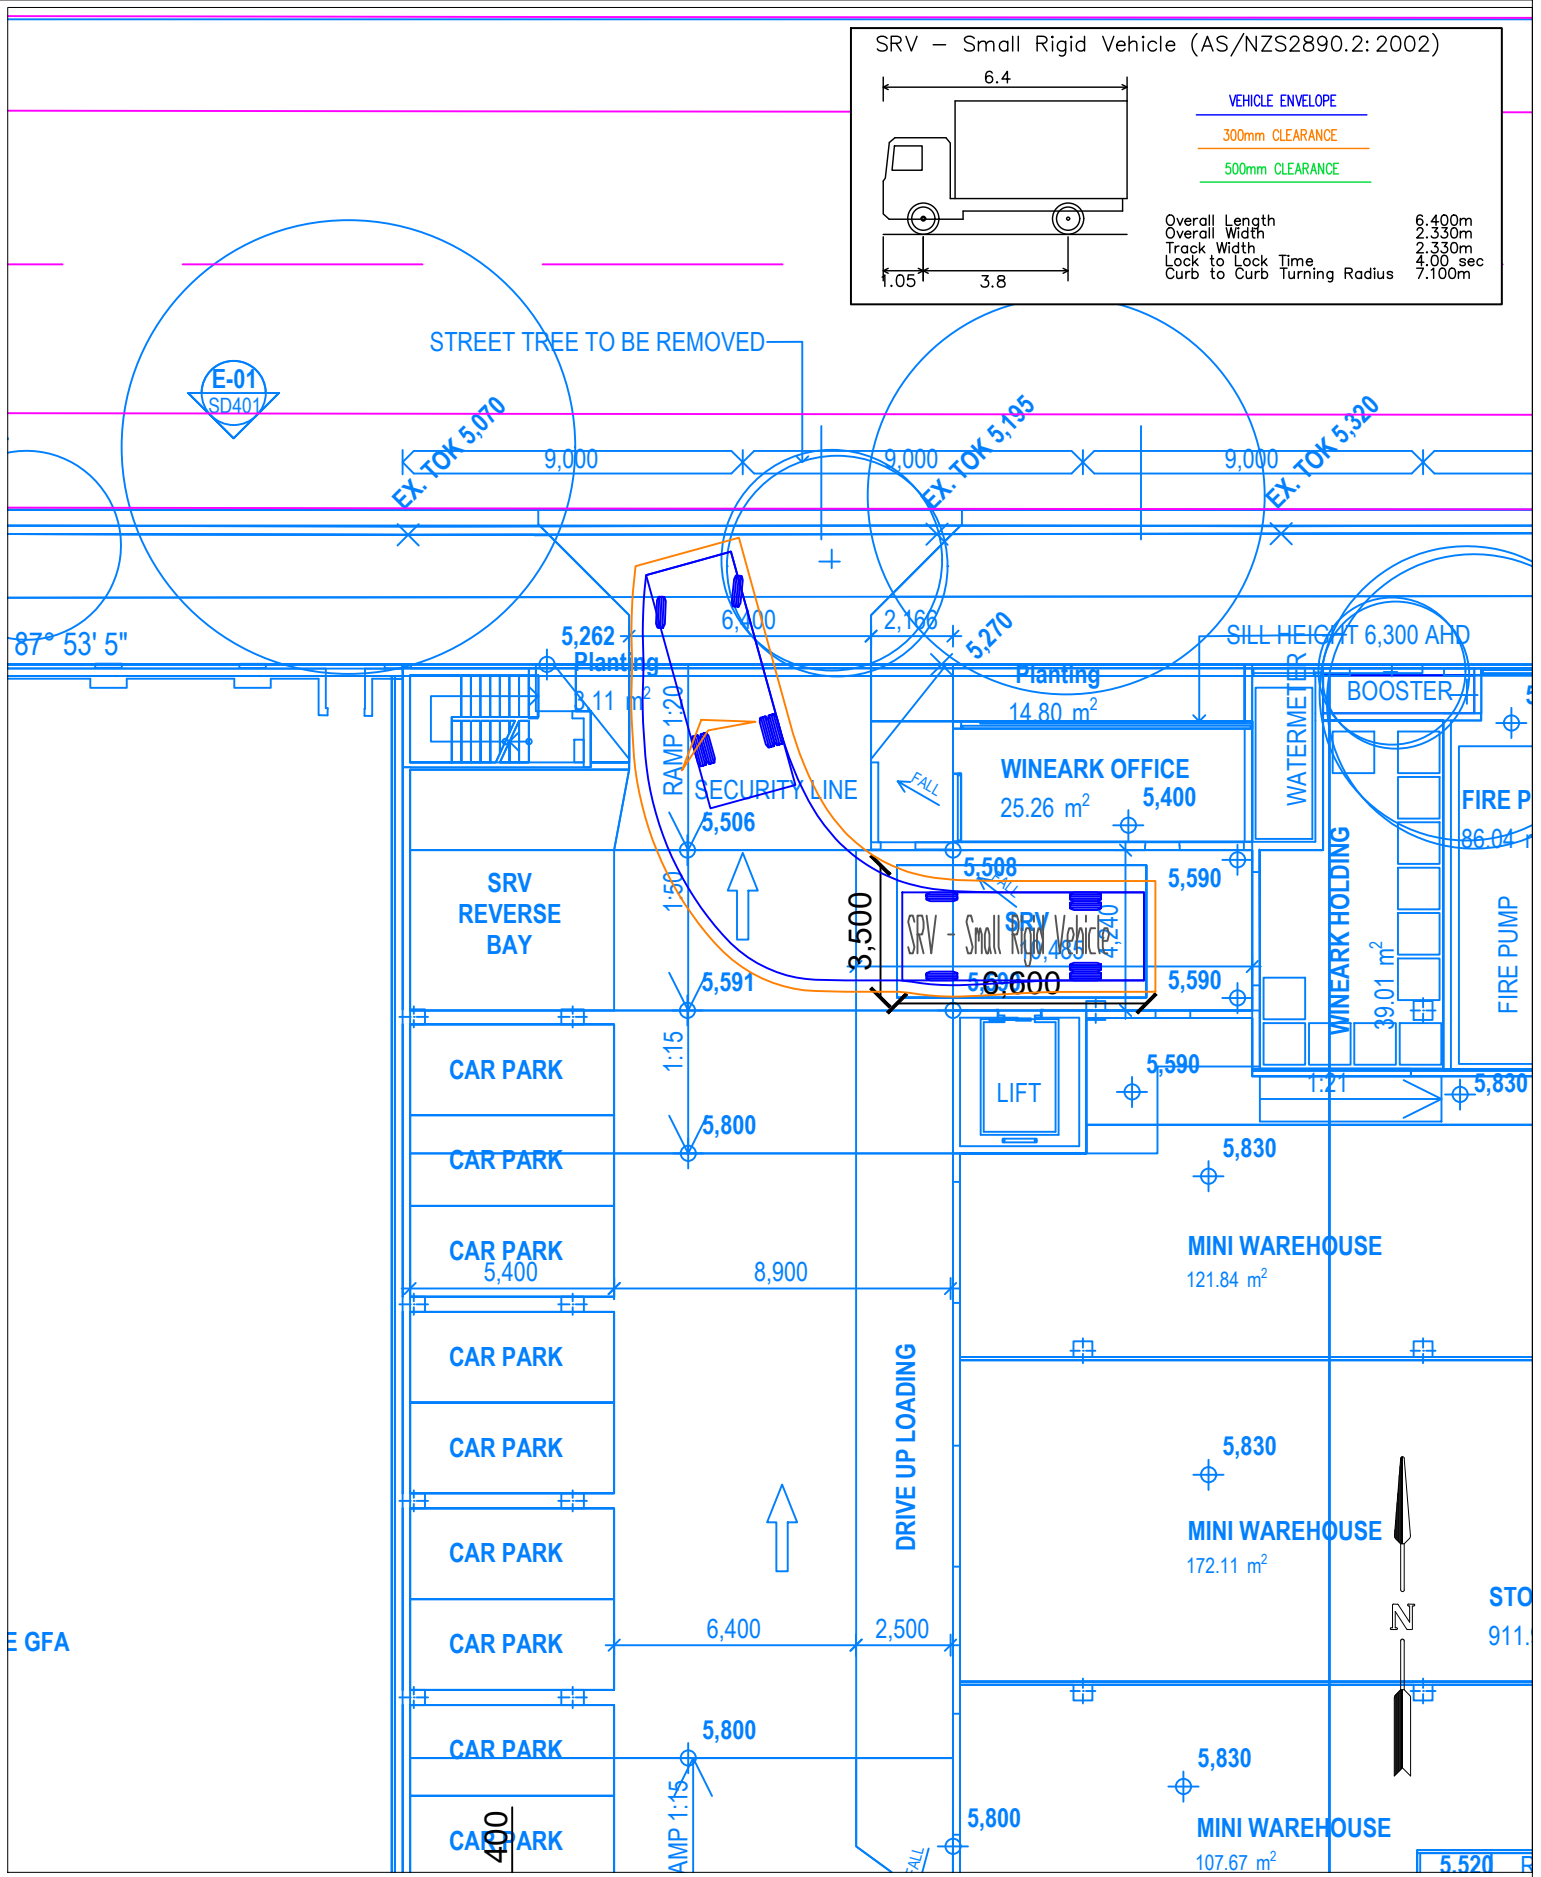 SRV - Small Rigid Vehicle (AS/NZS2890.2:2002)
6.4
VEHICLE ENVELOPE
300mm CLEARANCE
500mm CLEARANCE
Overall Length 6.400m
Overall Width 2.330m
Track Width 2.330m
Lock to Lock Time 4.00 sec
Curb to Curb Turning Radius 7.100m
1.05
3.8
STREET TREE TO BE REMOVED
E-01
SD401
EX. TOK 5,070
EX. TOK 5,195
EX. TOK 5,320
9,000
9,000
9,000
87° 53' 5"
5,262
6,400
2,166
5,270
SILL HEIGHT 6,300 AHD
Planting
3.11 m2
Planting
14.80 m2
WATERMETER
BOOSTER
RAMP 1:20
SECURITY LINE
FALL
WINEARK OFFICE
25.26 m2
5,400
FIRE P
86.04
5,506
5,508
5,590
SRV
REVERSE
BAY
1:50
3,500
FALL
SRV
SRV - Small Rigid Vehicle
4,240
WINEARK HOLDING
39.01 m2
FIRE PUMP
5,591
6,600
5,590
1:15
CAR PARK
LIFT
5,590
1:21
5,830
5,800
CAR PARK
5,830
CAR PARK
MINI WAREHOUSE
121.84 m2
5,400
8,900
CAR PARK
DRIVE UP LOADING
CAR PARK
5,830
CAR PARK
MINI WAREHOUSE
172.11 m2
N
STO
911.
E GFA
CAR PARK
6,400
2,500
CAR PARK
5,800
5,830
AMP 1:15
CAR PARK
400
5,800
FALL
MINI WAREHOUSE
107.67 m2
5,520